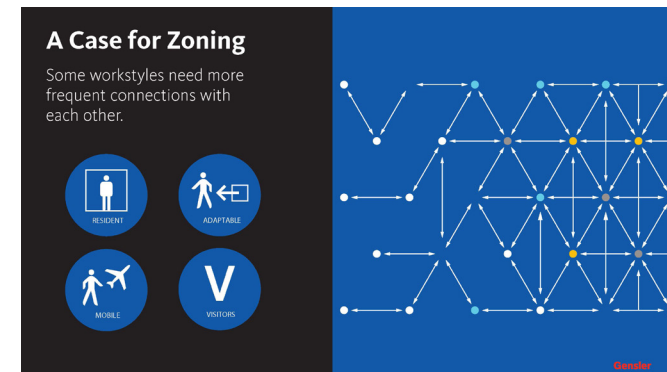 A Case for Zoning
Some workstyles need more
frequent connections with
each other.
RESIDENT
ADAPTABLE
MOBILE
V
VISITORS
Gensler